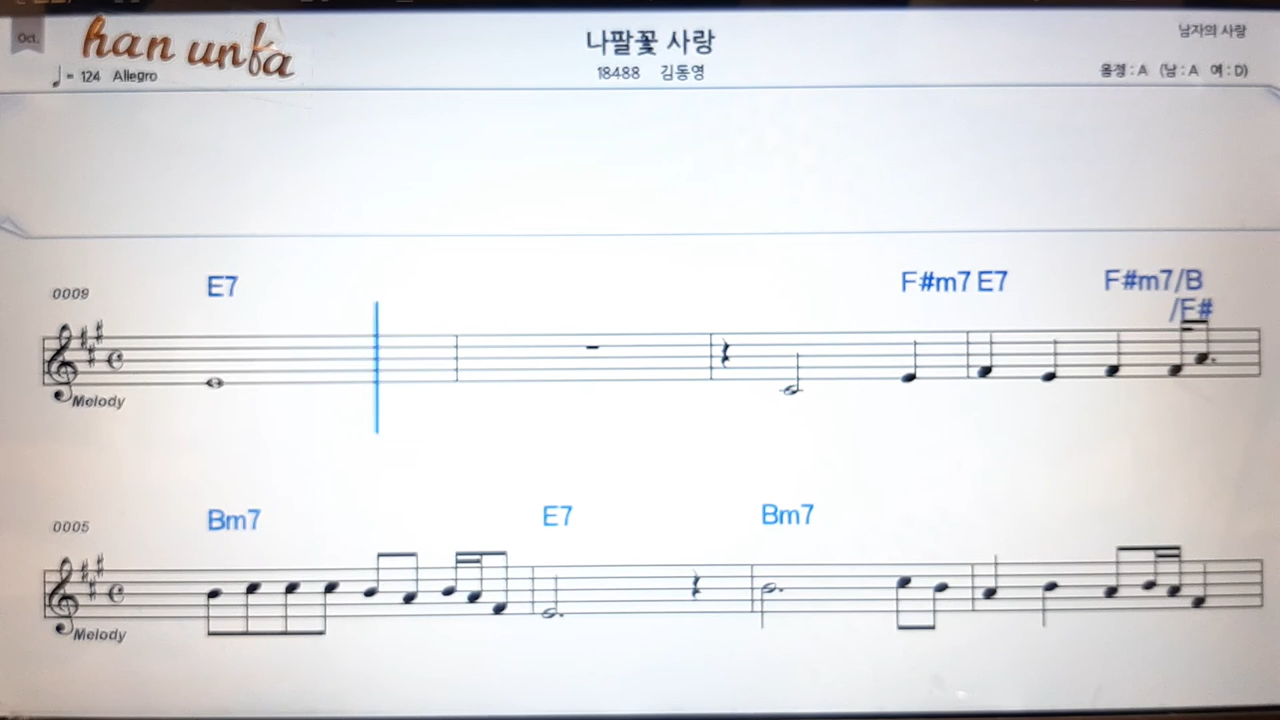 Oct.
han unfa
나팔꽃 사랑
남자의 사랑
♩= 124 Allegro
18488 김동영
음정 : A (남 : A 여 : D)
E7
F#m7 E7
F#m7/B
/F#
0009
Melody
Bm7
E7
Bm7
0005
Melody